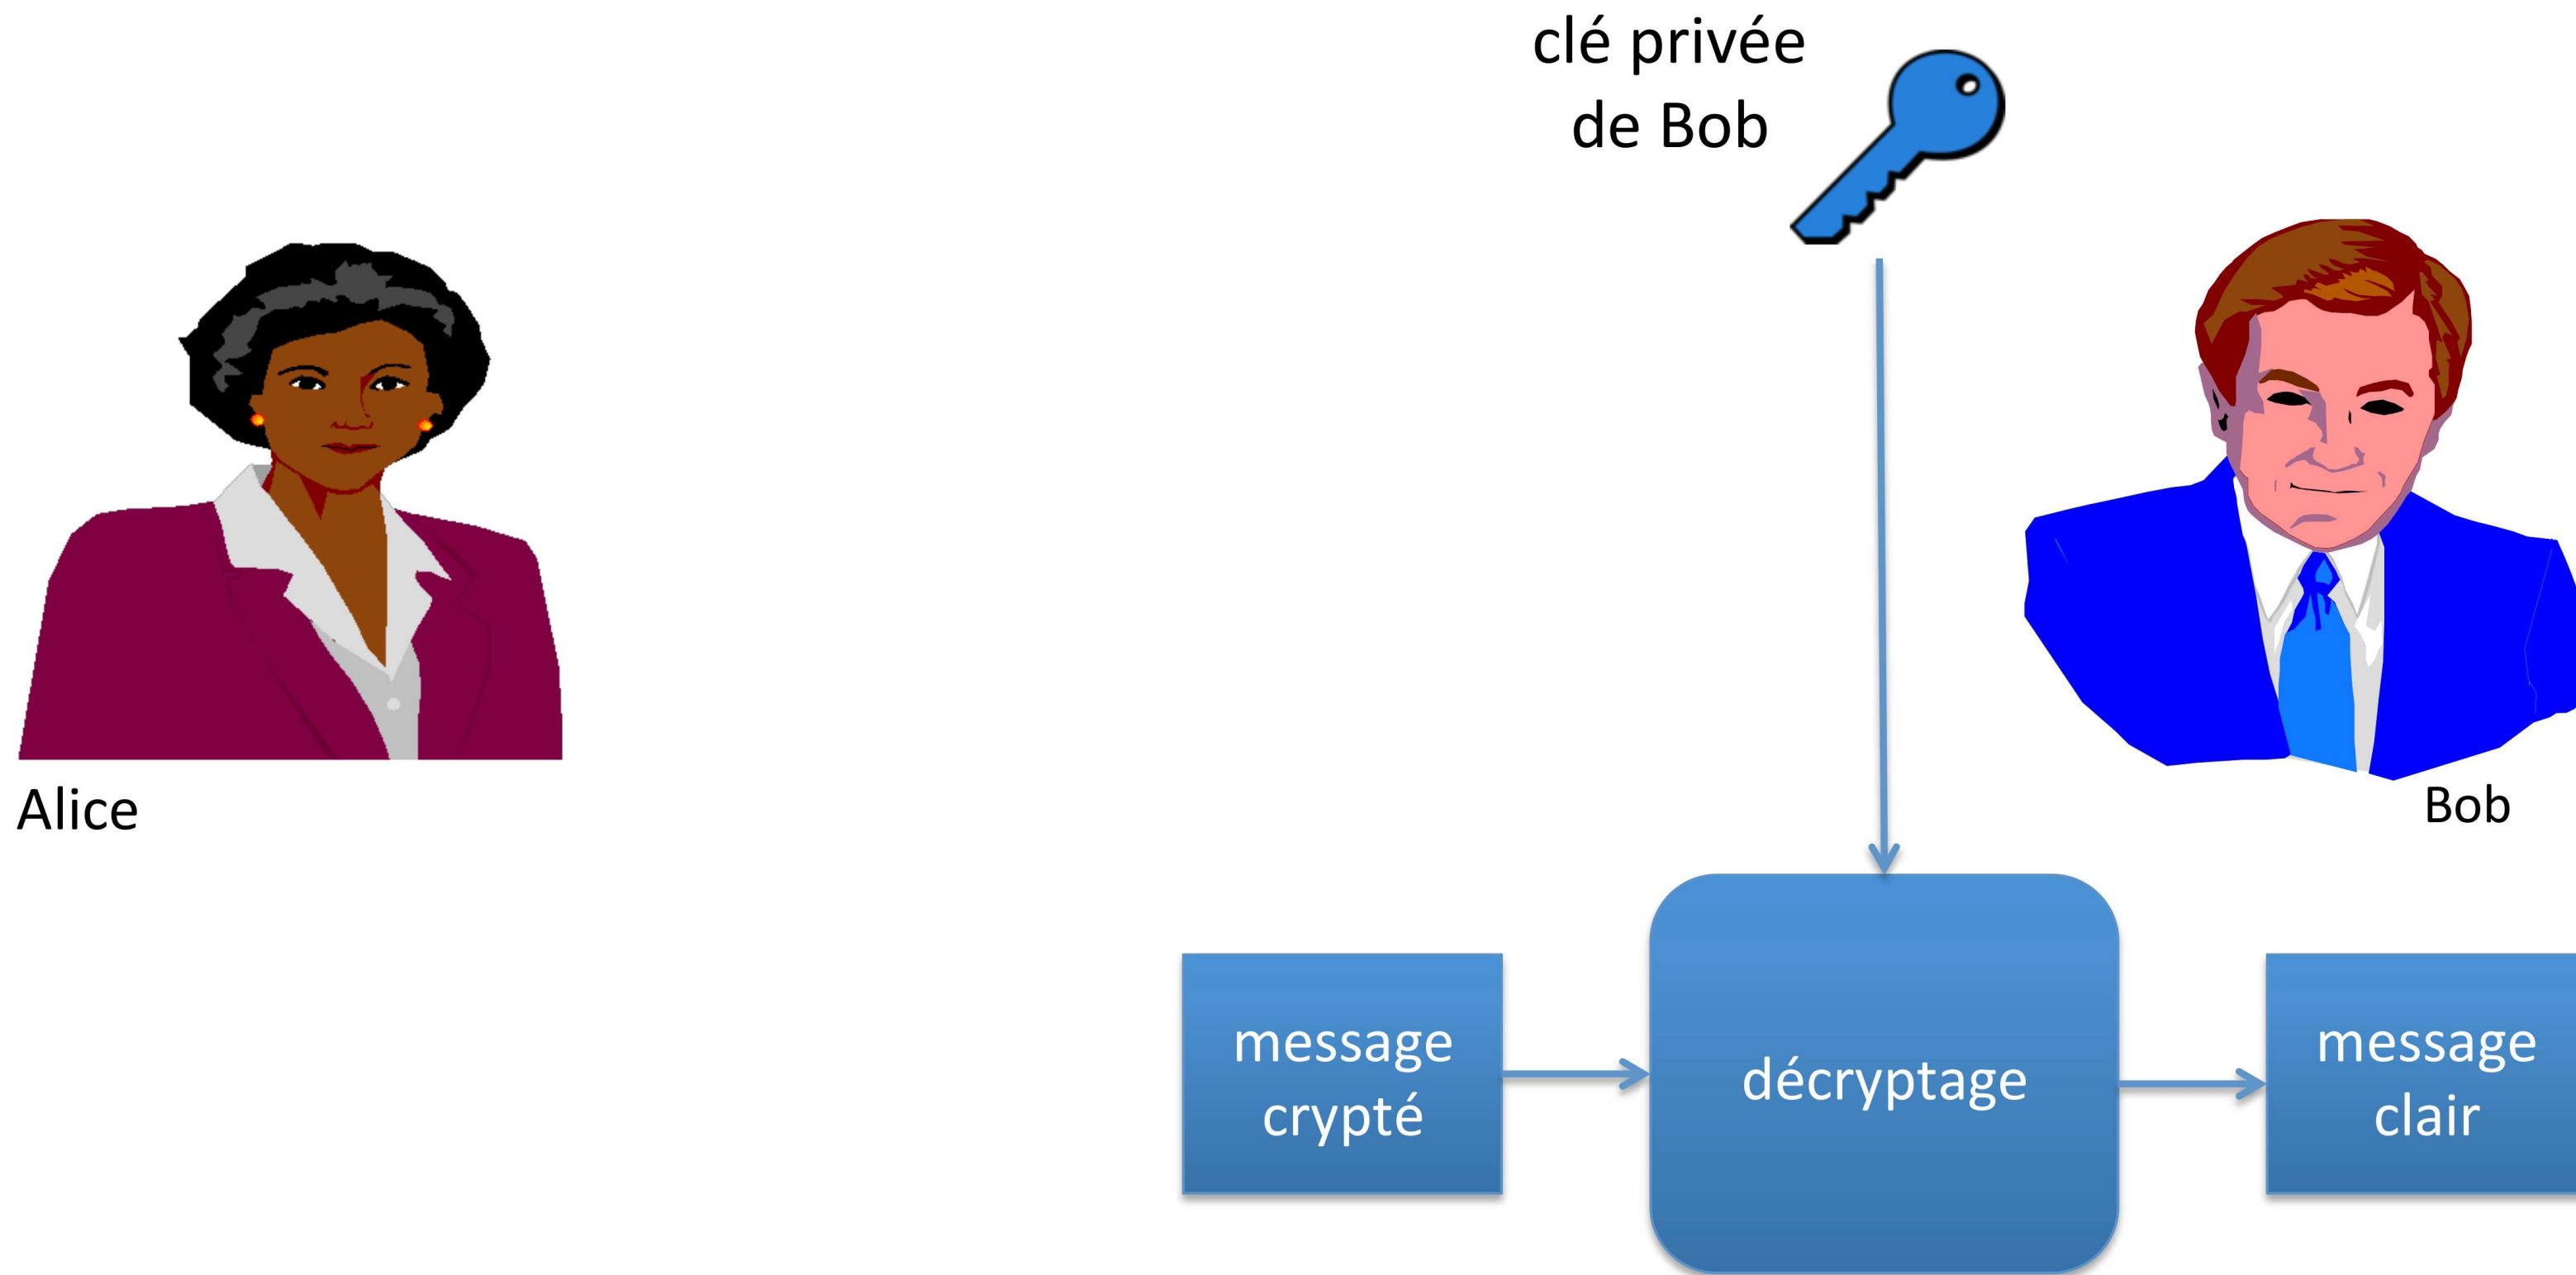 clé privée
de Bob
Alice
Bob
message
crypté
décryptage
message
clair